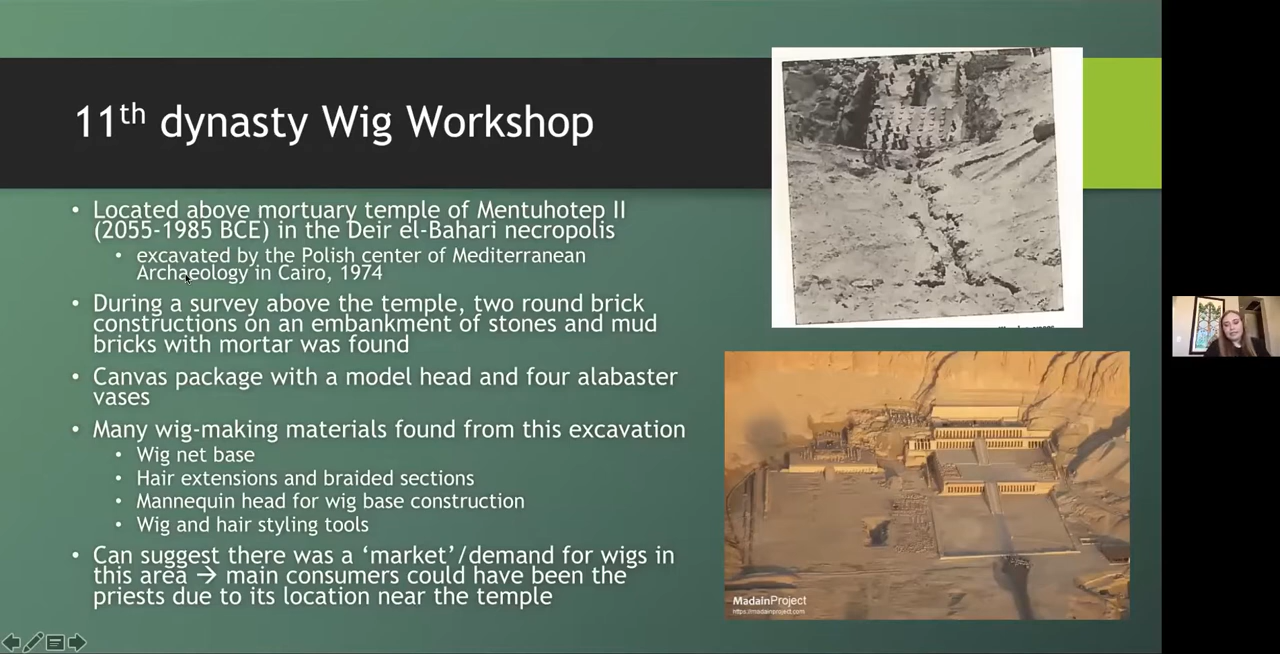 11th dynasty Wig Workshop
• Located above mortuary temple of Mentuhotep II
(2055-1985 BCE) in the Deir el-Bahari necropolis
• excavated by the Polish center of Mediterranean
Archaeology in Cairo, 1974
• During a survey above the temple, two round brick
constructions on an embankment of stones and mud
bricks with mortar was found
• Canvas package with a model head and four alabaster
vases
• Many wig-making materials found from this excavation
• Wig net base
• Hair extensions and braided sections
• Mannequin head for wig base construction
• Wig and hair styling tools
• Can suggest there was a ‘market’/demand for wigs in
this area → main consumers could have been the
priests due to its location near the temple
MadainProject
https://madainproject.com